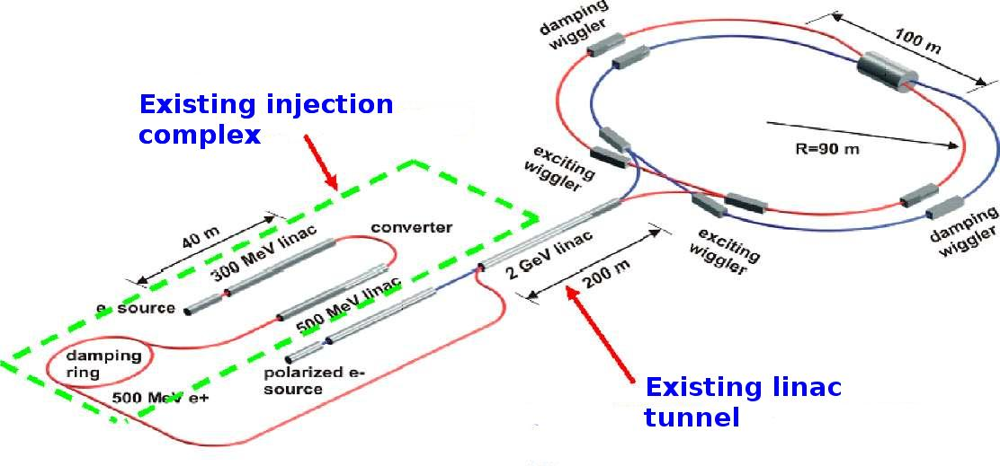 damping
wiggler
100 m
Existing injection
complex
R=90 m
exciting
wiggler
converter
40 m
300 MeV linac
damping
wiggler
exciting
wiggler
2 GeV linac
200 m
e source
500 MeV linac
damping
ring
polarized e-
source
500 MeV e+
Existing linac
tunnel